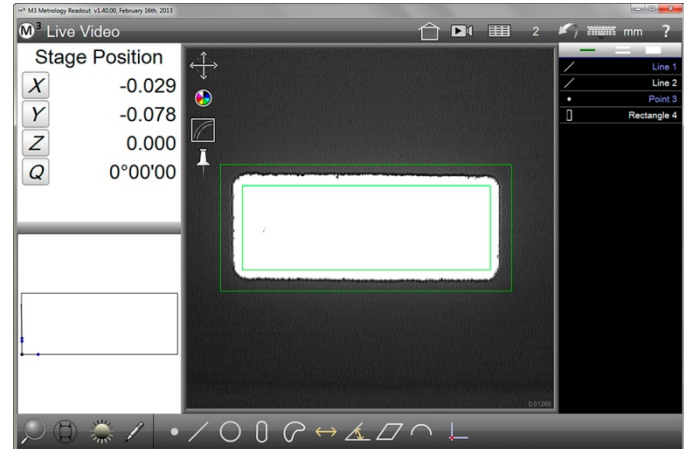 M³ Metrology Readout v1.40.00, February 16th, 2013
M³ Live Video
2
mm
?
Stage Position
X -0.029
Y -0.078
Z 0.000
Q 0°00'00
Line 1
Line 2
Point 3
Rectangle 4
0.01265